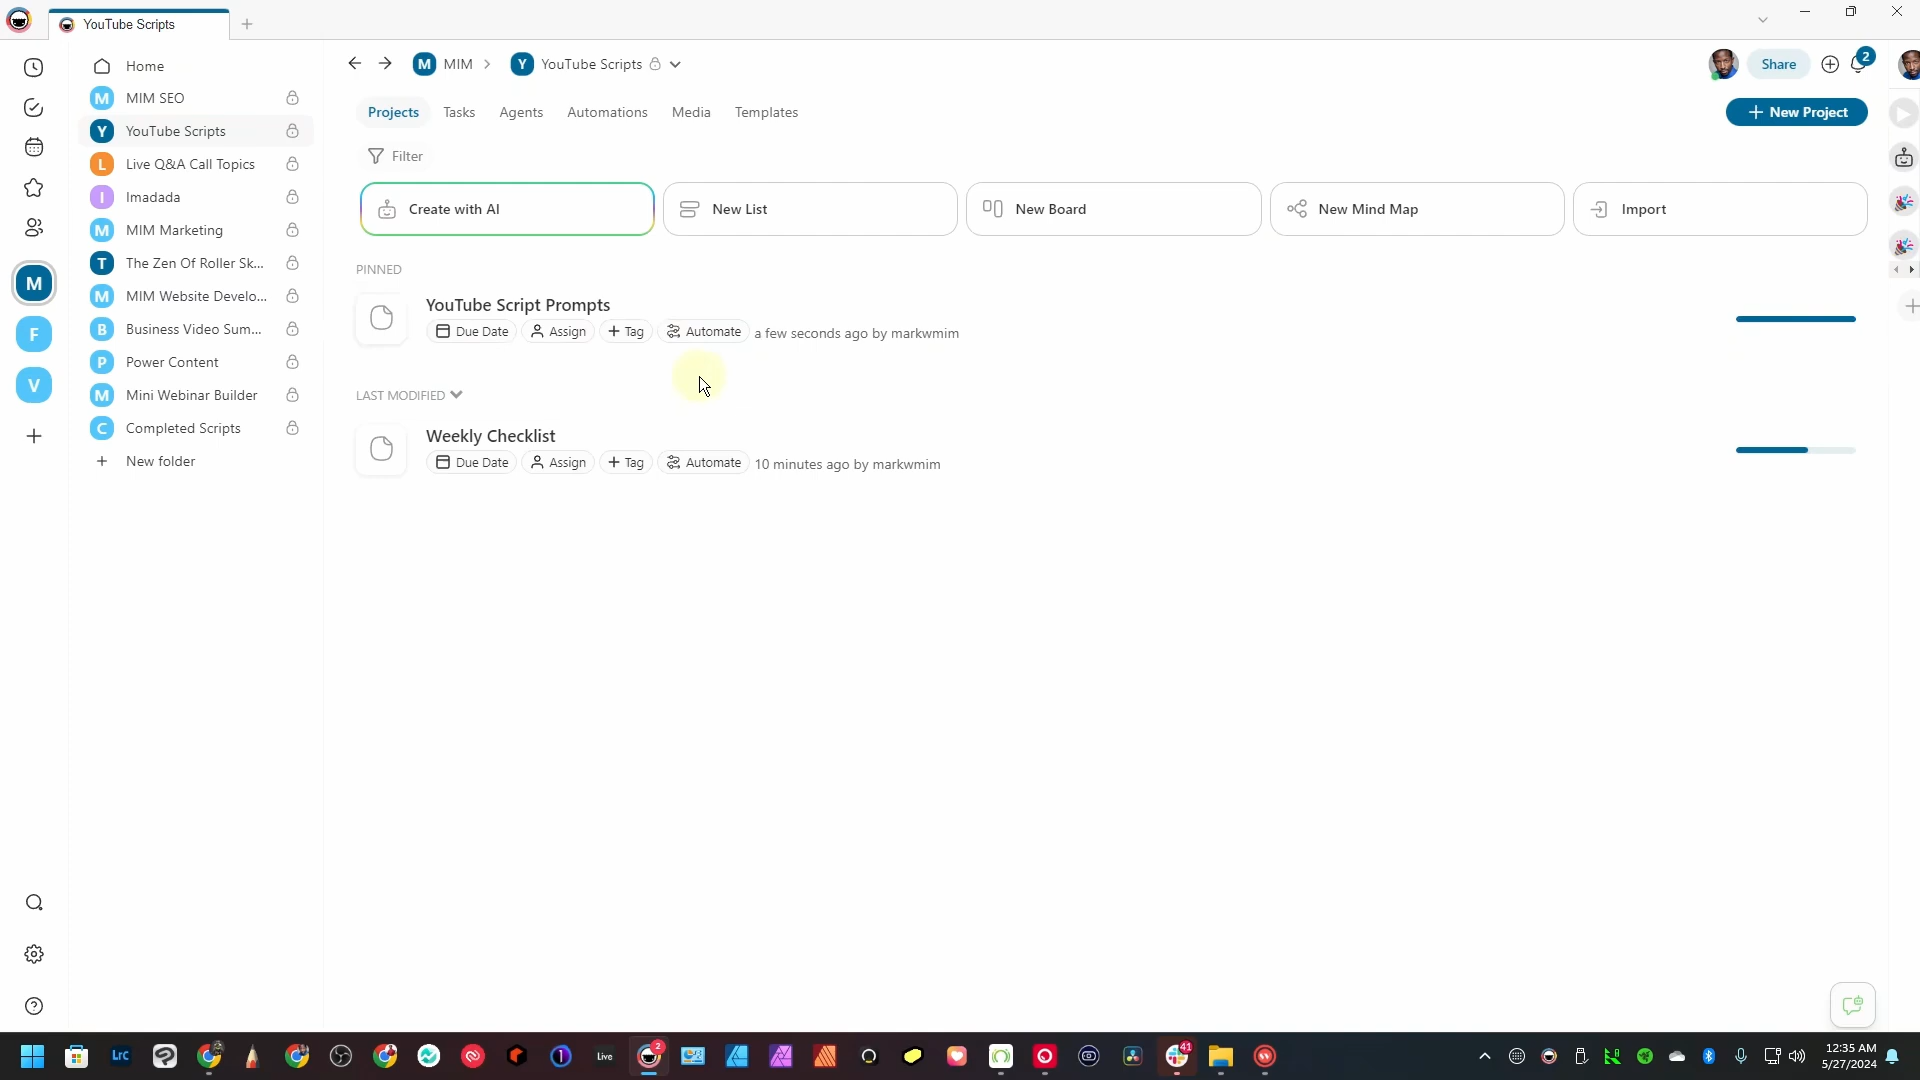 YouTube Scripts
Home
M MIM SEO
Y YouTube Scripts
L Live Q&A Call Topics
I Imadada
M MIM Marketing
T The Zen Of Roller Sk...
M MIM Website Develo...
B Business Video Sum...
P Power Content
M Mini Webinar Builder
C Completed Scripts
+ New folder
M
F
V
M MIM > Y YouTube Scripts
Share
2
Projects Tasks Agents Automations Media Templates
+ New Project
Filter
Create with AI
New List
New Board
New Mind Map
Import
PINNED
YouTube Script Prompts
Due Date Assign + Tag Automate a few seconds ago by markwmim
LAST MODIFIED
Weekly Checklist
Due Date Assign + Tag Automate 10 minutes ago by markwmim
Lrc
Live
2
41
12:35 AM
5/27/2024